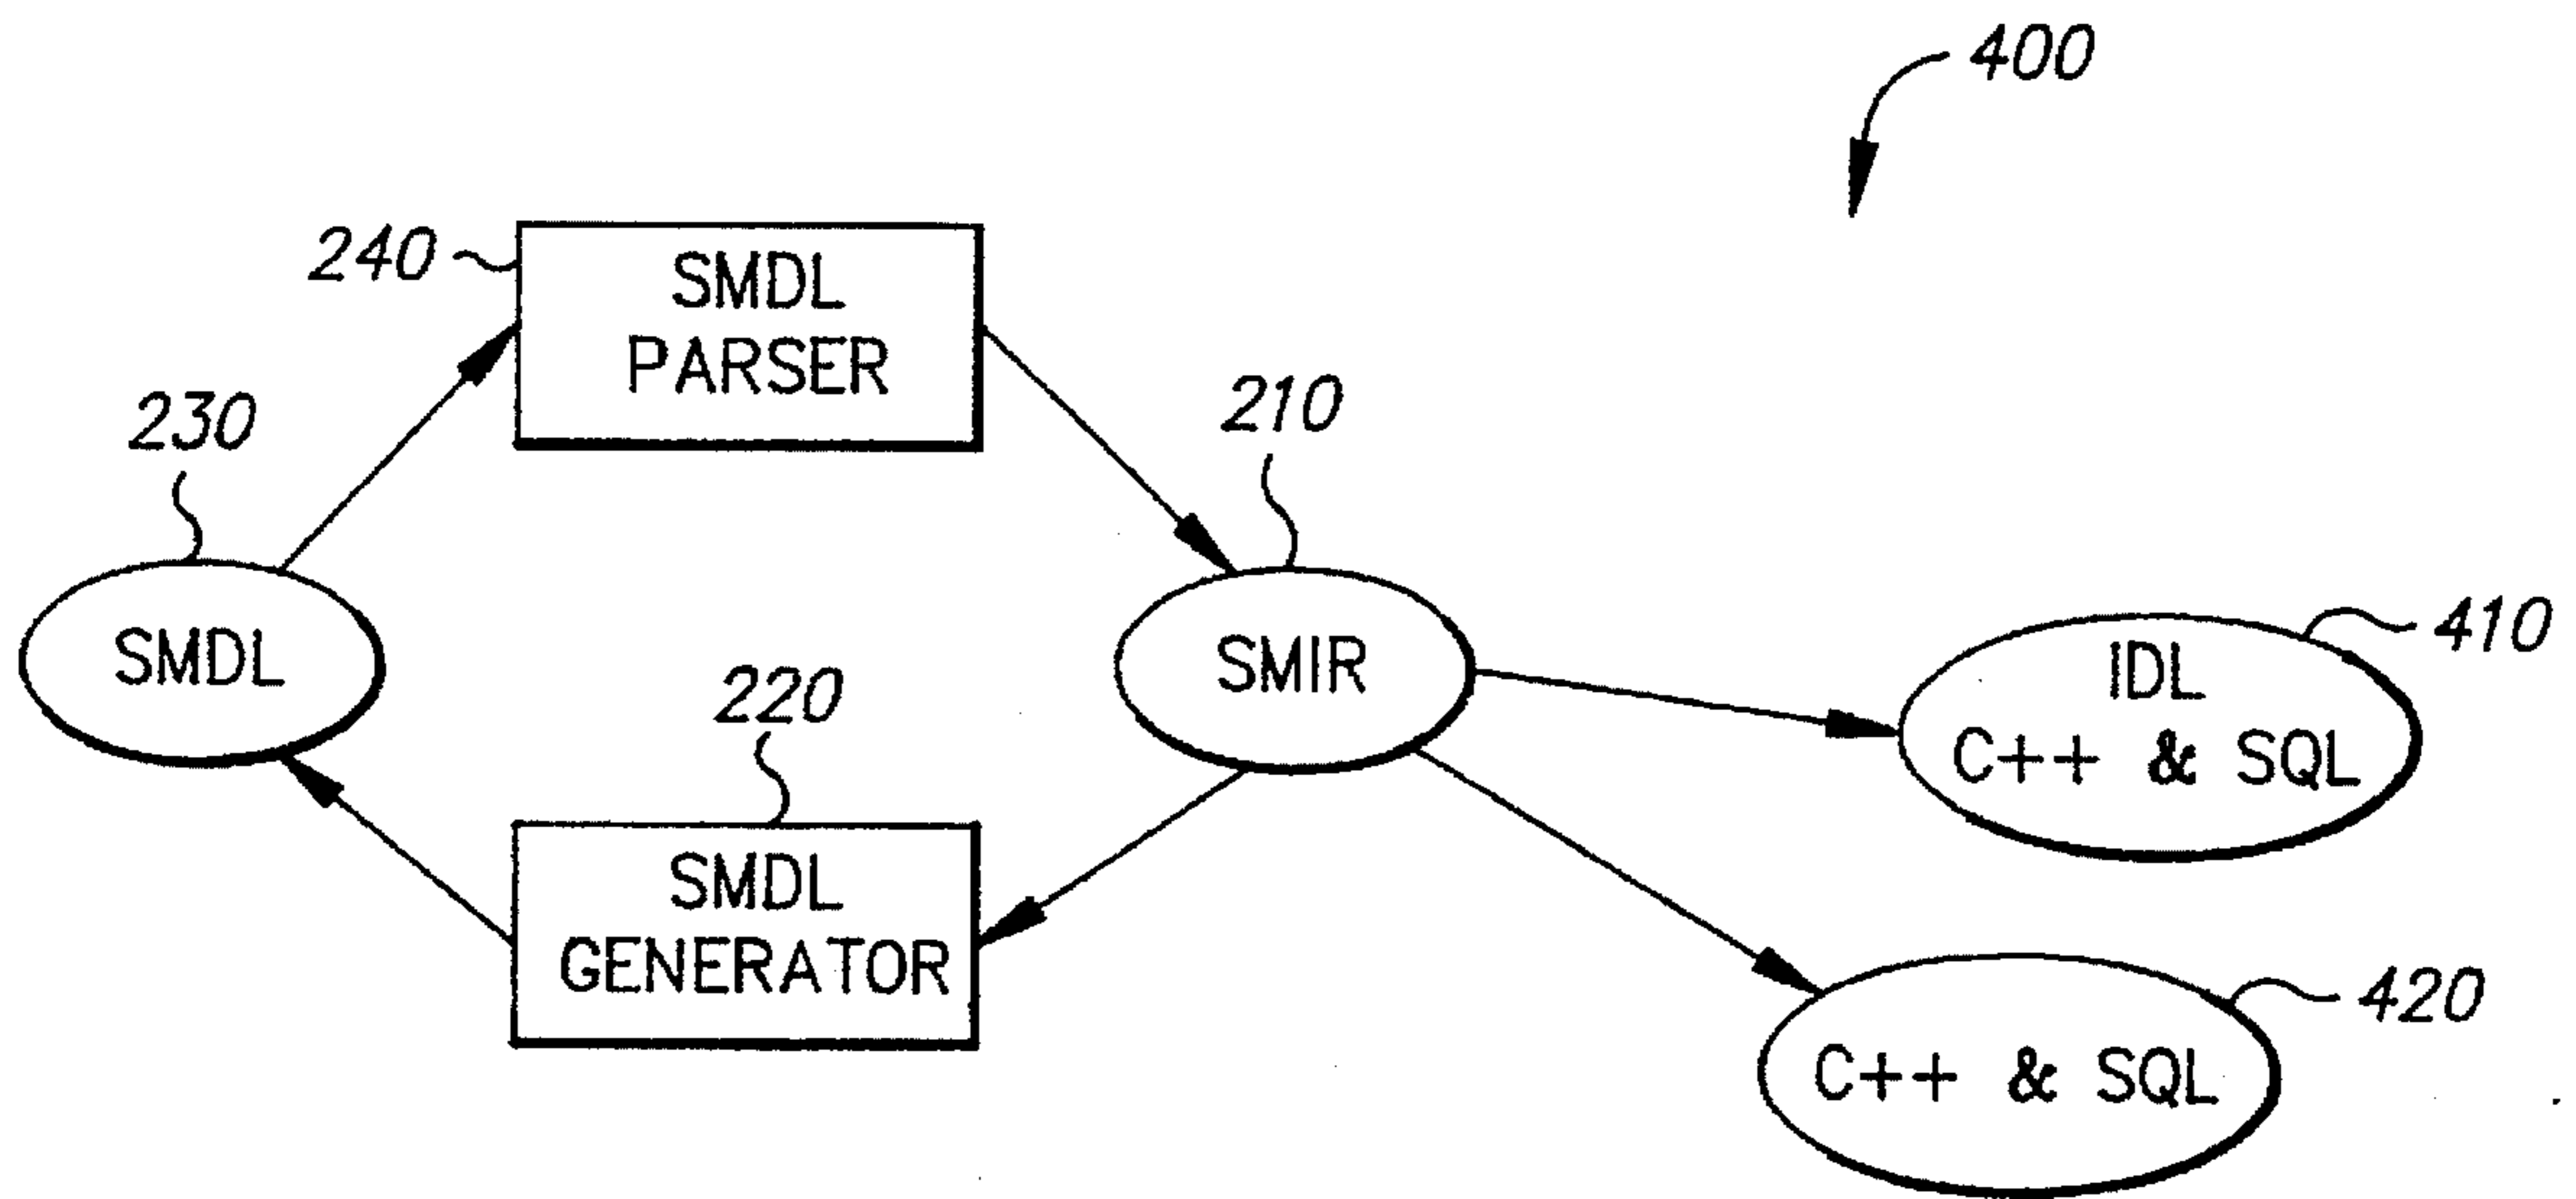 400
240
SMDL
PARSER
230
210
SMDL
SMIR
410
IDL
C++ & SQL
220
SMDL
GENERATOR
420
C++ & SQL